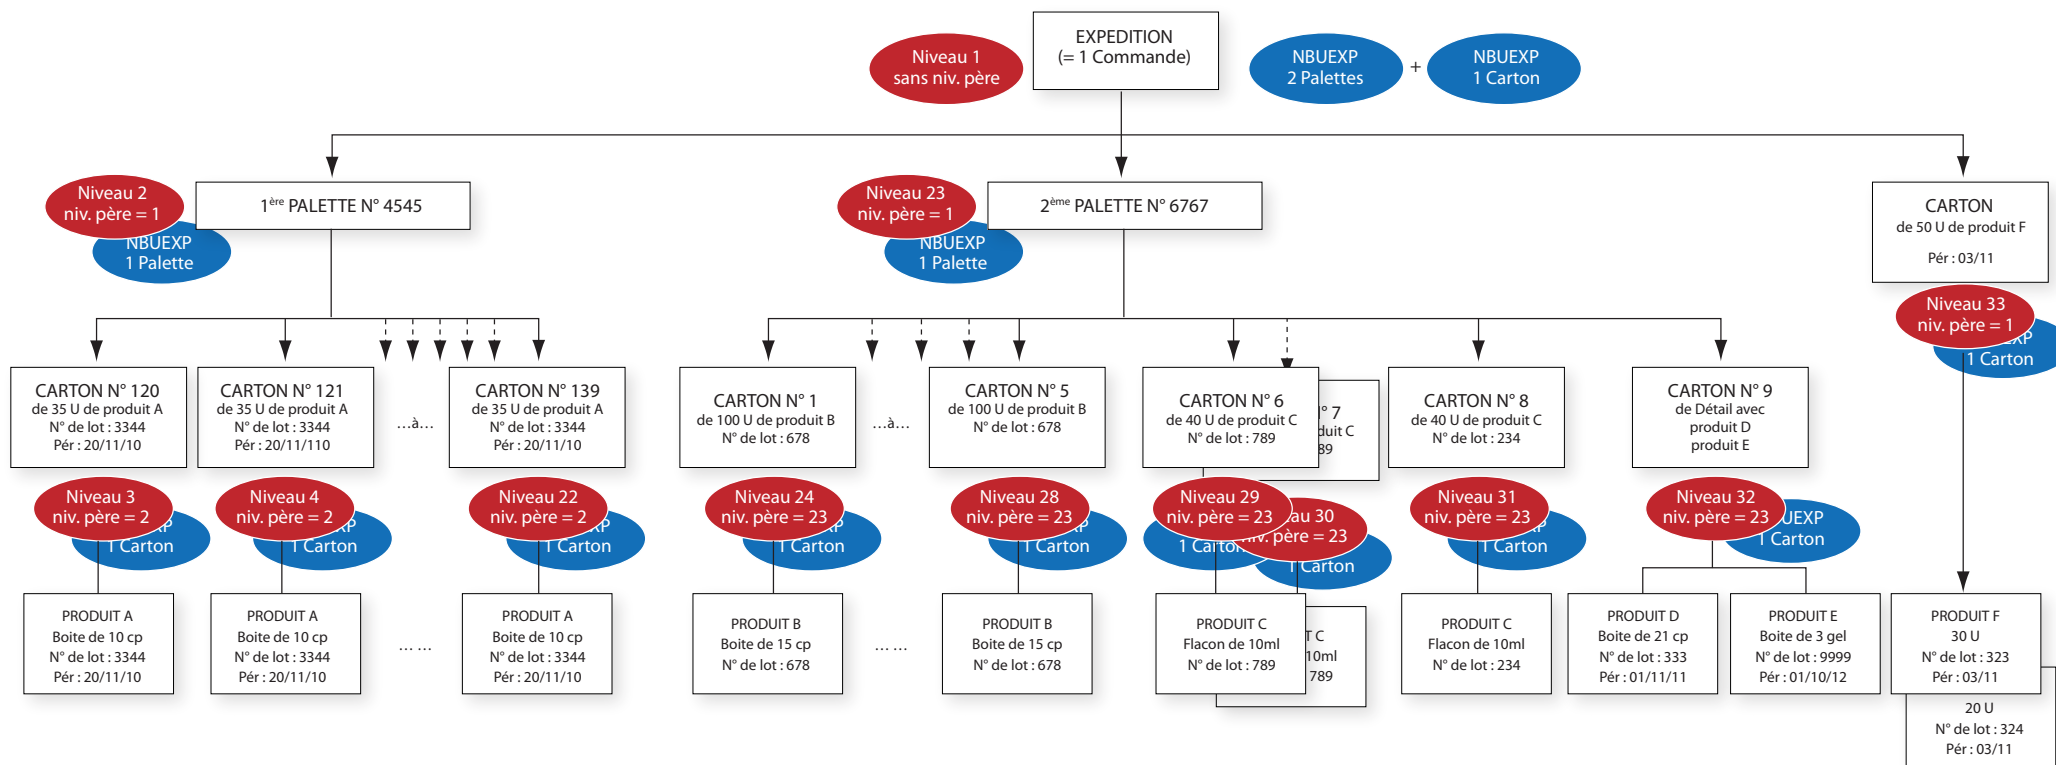 EXPEDITION
(= 1 Commande)
Niveau 1
sans niv. père
NBUEXP
2 Palettes
+
NBUEXP
1 Carton
Niveau 2
niv. père = 1
NBUEXP
1 Palette
1ère PALETTE N° 4545
Niveau 23
niv. père = 1
NBUEXP
1 Palette
2ème PALETTE N° 6767
CARTON
de 50 U de produit F
Pér : 03/11
Niveau 33
niv. père = 1
1 Carton
CARTON N° 120
de 35 U de produit A
N° de lot : 3344
Pér : 20/11/10
CARTON N° 121
de 35 U de produit A
N° de lot : 3344
Pér : 20/11/110
...à...
CARTON N° 139
de 35 U de produit A
N° de lot : 3344
Pér : 20/11/10
CARTON N° 1
de 100 U de produit B
N° de lot : 678
...à...
CARTON N° 5
de 100 U de produit B
N° de lot : 678
CARTON N° 6
de 40 U de produit C
N° de lot : 789
N° 7
duit C
89
CARTON N° 8
de 40 U de produit C
N° de lot : 234
CARTON N° 9
de Détail avec
produit D
produit E
Niveau 3
niv. père = 2
1 Carton
Niveau 4
niv. père = 2
1 Carton
Niveau 22
niv. père = 2
1 Carton
Niveau 24
niv. père = 23
1 Carton
Niveau 28
niv. père = 23
1 Carton
Niveau 29
niv. père = 23
1 Carton
au 30
niv. père = 23
1 Carton
Niveau 31
niv. père = 23
1 Carton
Niveau 32
niv. père = 23
UEXP
1 Carton
PRODUIT A
Boite de 10 cp
N° de lot : 3344
Pér : 20/11/10
PRODUIT A
Boite de 10 cp
N° de lot : 3344
Pér : 20/11/10
... ...
PRODUIT A
Boite de 10 cp
N° de lot : 3344
Pér : 20/11/10
PRODUIT B
Boite de 15 cp
N° de lot : 678
... ...
PRODUIT B
Boite de 15 cp
N° de lot : 678
PRODUIT C
Flacon de 10ml
N° de lot : 789
T C
10ml
789
PRODUIT C
Flacon de 10ml
N° de lot : 234
PRODUIT D
Boite de 21 cp
N° de lot : 333
Pér : 01/11/11
PRODUIT E
Boite de 3 gel
N° de lot : 9999
Pér : 01/10/12
PRODUIT F
30 U
N° de lot : 323
Pér : 03/11
20 U
N° de lot : 324
Pér : 03/11